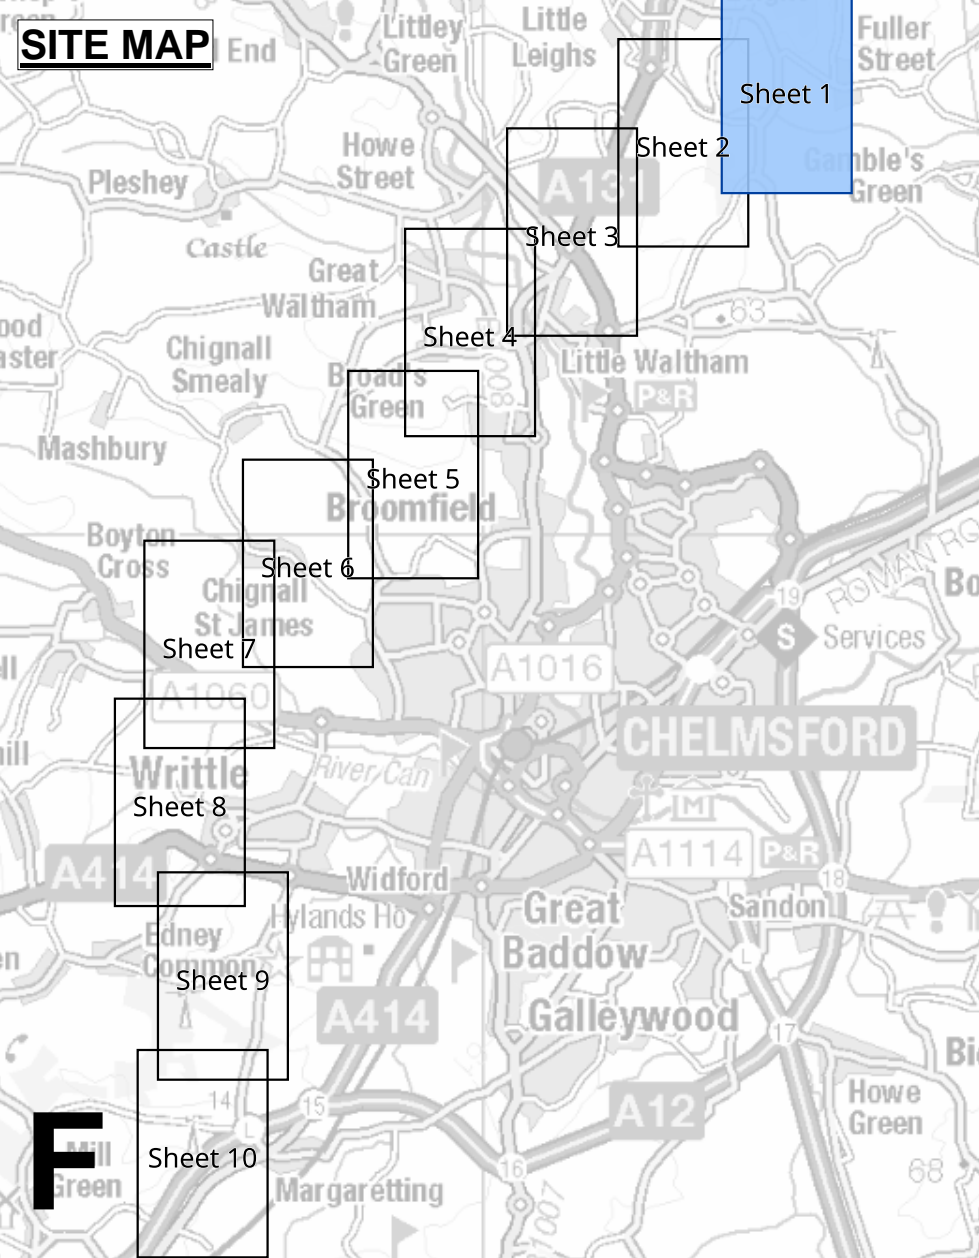 SITE MAP
End
Littley
Green
Little
Leighs
Fuller
Street
Sheet 1
Howe
Street
Sheet 2
Gamble's
Green
Pleshey
A131
Castle
Sheet 3
Great
Waltham
63
Sheet 4
Chignall
Smealy
Little Waltham
Broad's
Green
P&R
Mashbury
Sheet 5
Broomfield
Boyton
Cross
Sheet 6
Chignall
St James
19
ROMAN RO
Sheet 7
S
Services
A1016
A1060
CHELMSFORD
Writtle
River Can
Sheet 8
M
A1114
P&R
A414
Widford
18
Hylands Ho
Great
Baddow
Sandon
Edney
Common
L
Sheet 9
A414
Galleywood
17
14
15
L
A12
Howe
Green
F
Mill
Green
Sheet 10
16
68
Margaretting